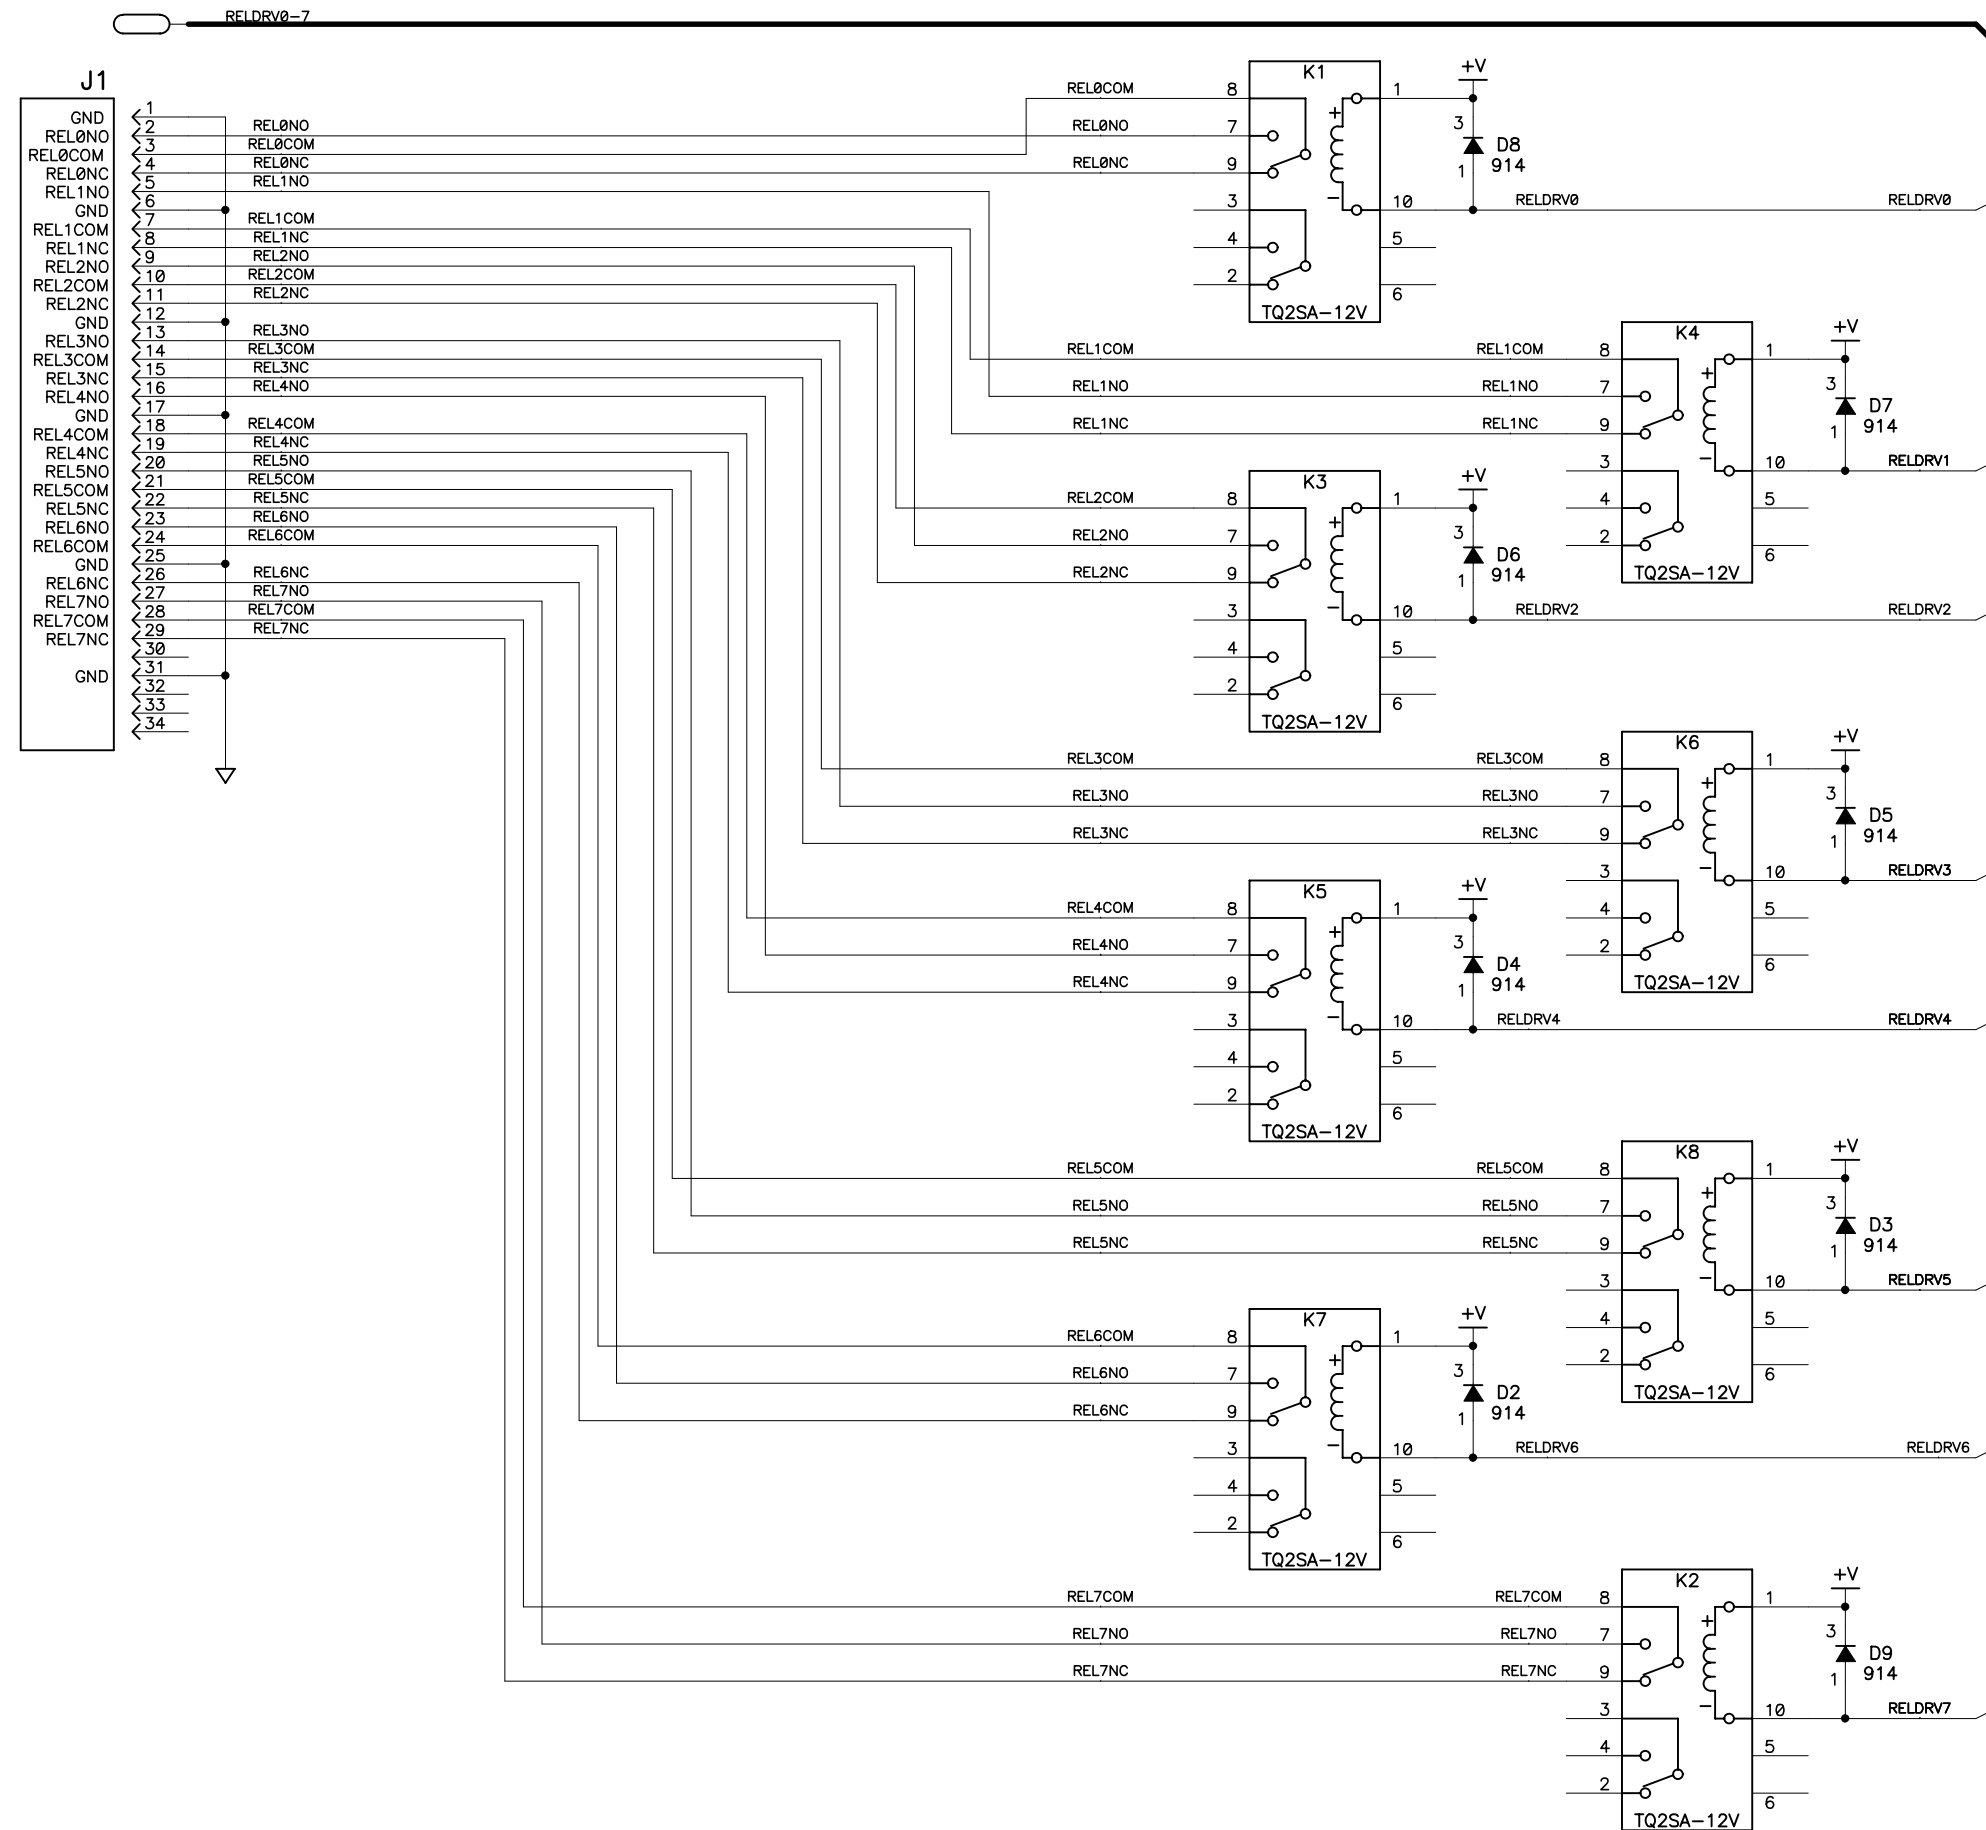 RELDRV0-7
J1
GND 1
REL0NO 2 REL0NO
REL0COM 3 REL0COM
REL0NC 4 REL0NC
REL1NO 5 REL1NO
GND 6
REL1COM 7 REL1COM
REL1NC 8 REL1NC
REL2NO 9 REL2NO
REL2COM 10 REL2COM
REL2NC 11 REL2NC
GND 12
REL3NO 13 REL3NO
REL3COM 14 REL3COM
REL3NC 15 REL3NC
REL4NO 16 REL4NO
GND 17
REL4COM 18 REL4COM
REL4NC 19 REL4NC
REL5NO 20 REL5NO
REL5COM 21 REL5COM
REL5NC 22 REL5NC
REL6NO 23 REL6NO
REL6COM 24 REL6COM
GND 25
REL6NC 26 REL6NC
REL7NO 27 REL7NO
REL7COM 28 REL7COM
REL7NC 29 REL7NC
30
GND 31
32
33
34
K1 +V
REL0COM 8 + 1
REL0NO 7 3 D8
REL0NC 9 1 914
3 - 10 RELDRV0 RELDRV0
4 5
2 6
TQ2SA-12V
K4 +V
REL1COM REL1COM 8 + 1
REL1NO REL1NO 7 3 D7
REL1NC REL1NC 9 1 914
3 - 10 RELDRV1
4 5
2 6
TQ2SA-12V
K3 +V
REL2COM 8 + 1
REL2NO 7 3 D6
REL2NC 9 1 914
3 - 10 RELDRV2 RELDRV2
4 5
2 6
TQ2SA-12V
K6 +V
REL3COM REL3COM 8 + 1
REL3NO REL3NO 7 3 D5
REL3NC REL3NC 9 1 914
3 - 10 RELDRV3
4 5
2 6
TQ2SA-12V
K5 +V
REL4COM 8 + 1
REL4NO 7 3 D4
REL4NC 9 1 914
3 - 10 RELDRV4 RELDRV4
4 5
2 6
TQ2SA-12V
K8 +V
REL5COM REL5COM 8 + 1
REL5NO REL5NO 7 3 D3
REL5NC REL5NC 9 1 914
3 - 10 RELDRV5
4 5
2 6
TQ2SA-12V
K7 +V
REL6COM 8 + 1
REL6NO 7 3 D2
REL6NC 9 1 914
3 - 10 RELDRV6 RELDRV6
4 5
2 6
TQ2SA-12V
K2 +V
REL7COM REL7COM 8 + 1
REL7NO REL7NO 7 3 D9
REL7NC REL7NC 9 1 914
3 - 10 RELDRV7
4 5
2 6
TQ2SA-12V